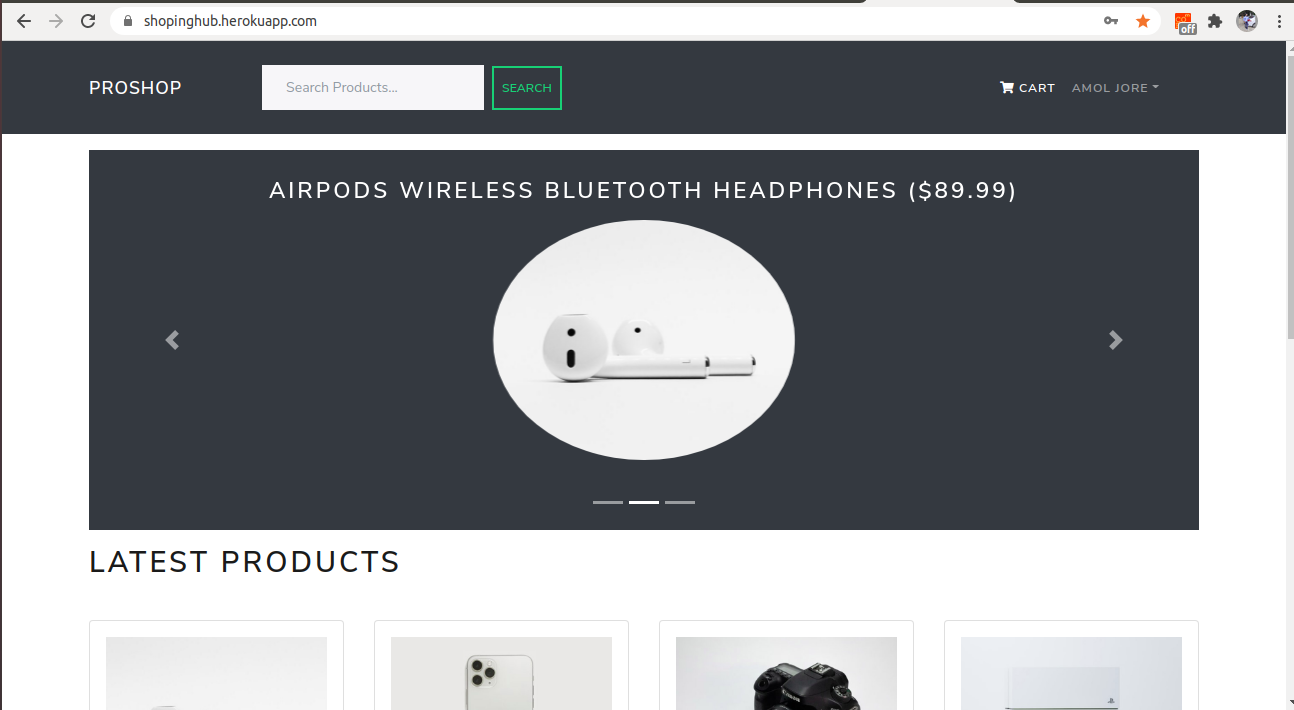 shopinghub.herokuapp.com
off
PROSHOP
Search Products...
SEARCH
CART
AMOL JORE
AIRPODS WIRELESS BLUETOOTH HEADPHONES ($89.99)
LATEST PRODUCTS
Canon